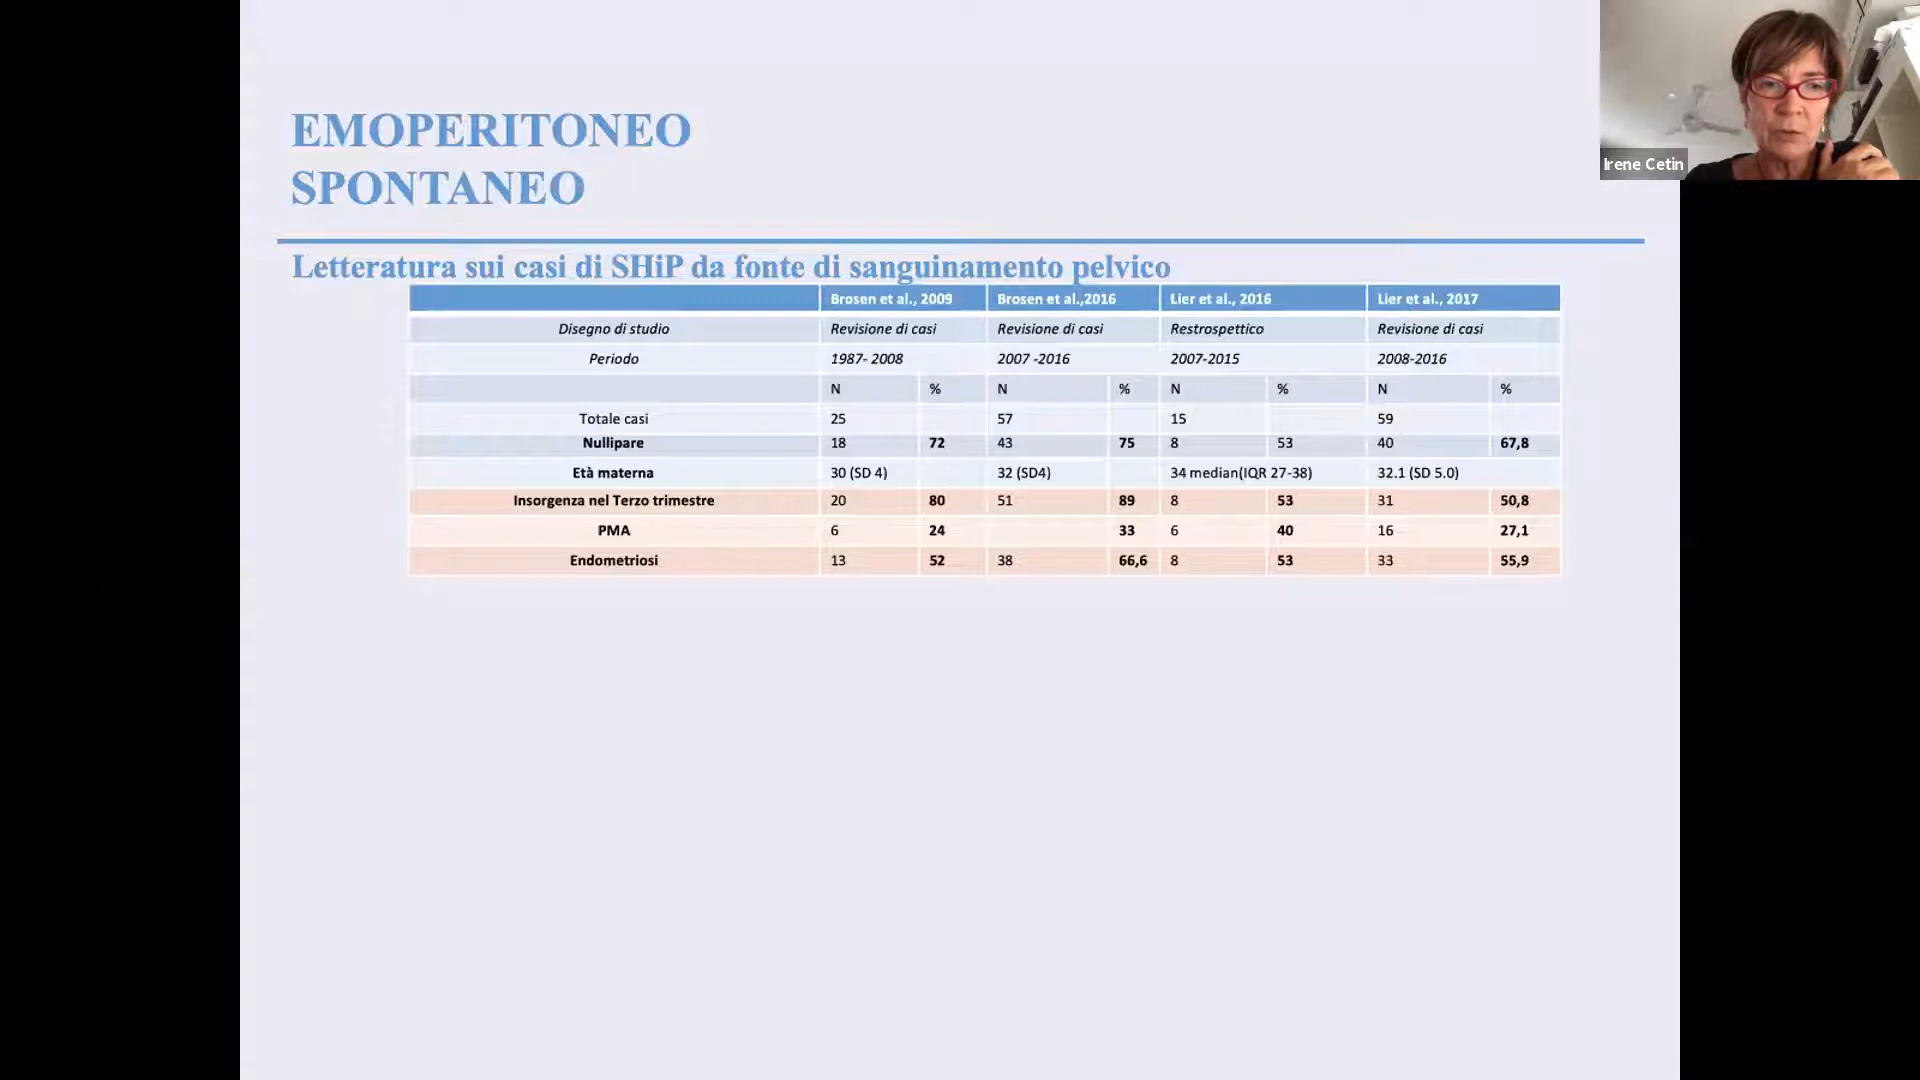 EMOPERITONEO
SPONTANEO
Irene Cetin
Letteratura sui casi di SHiP da fonte di sanguinamento pelvico
Brosen et al., 2009 Brosen et al.,2016 Lier et al., 2016 Lier et al., 2017
Disegno di studio Revisione di casi Revisione di casi Restrospettico Revisione di casi
Periodo 1987- 2008 2007 -2016 2007-2015 2008-2016
N % N % N % N %
Totale casi 25 57 15 59
Nullipare 18 72 43 75 8 53 40 67,8
Età materna 30 (SD 4) 32 (SD4) 34 median(IQR 27-38) 32.1 (SD 5.0)
Insorgenza nel Terzo trimestre 20 80 51 89 8 53 31 50,8
PMA 6 24 33 6 40 16 27,1
Endometriosi 13 52 38 66,6 8 53 33 55,9